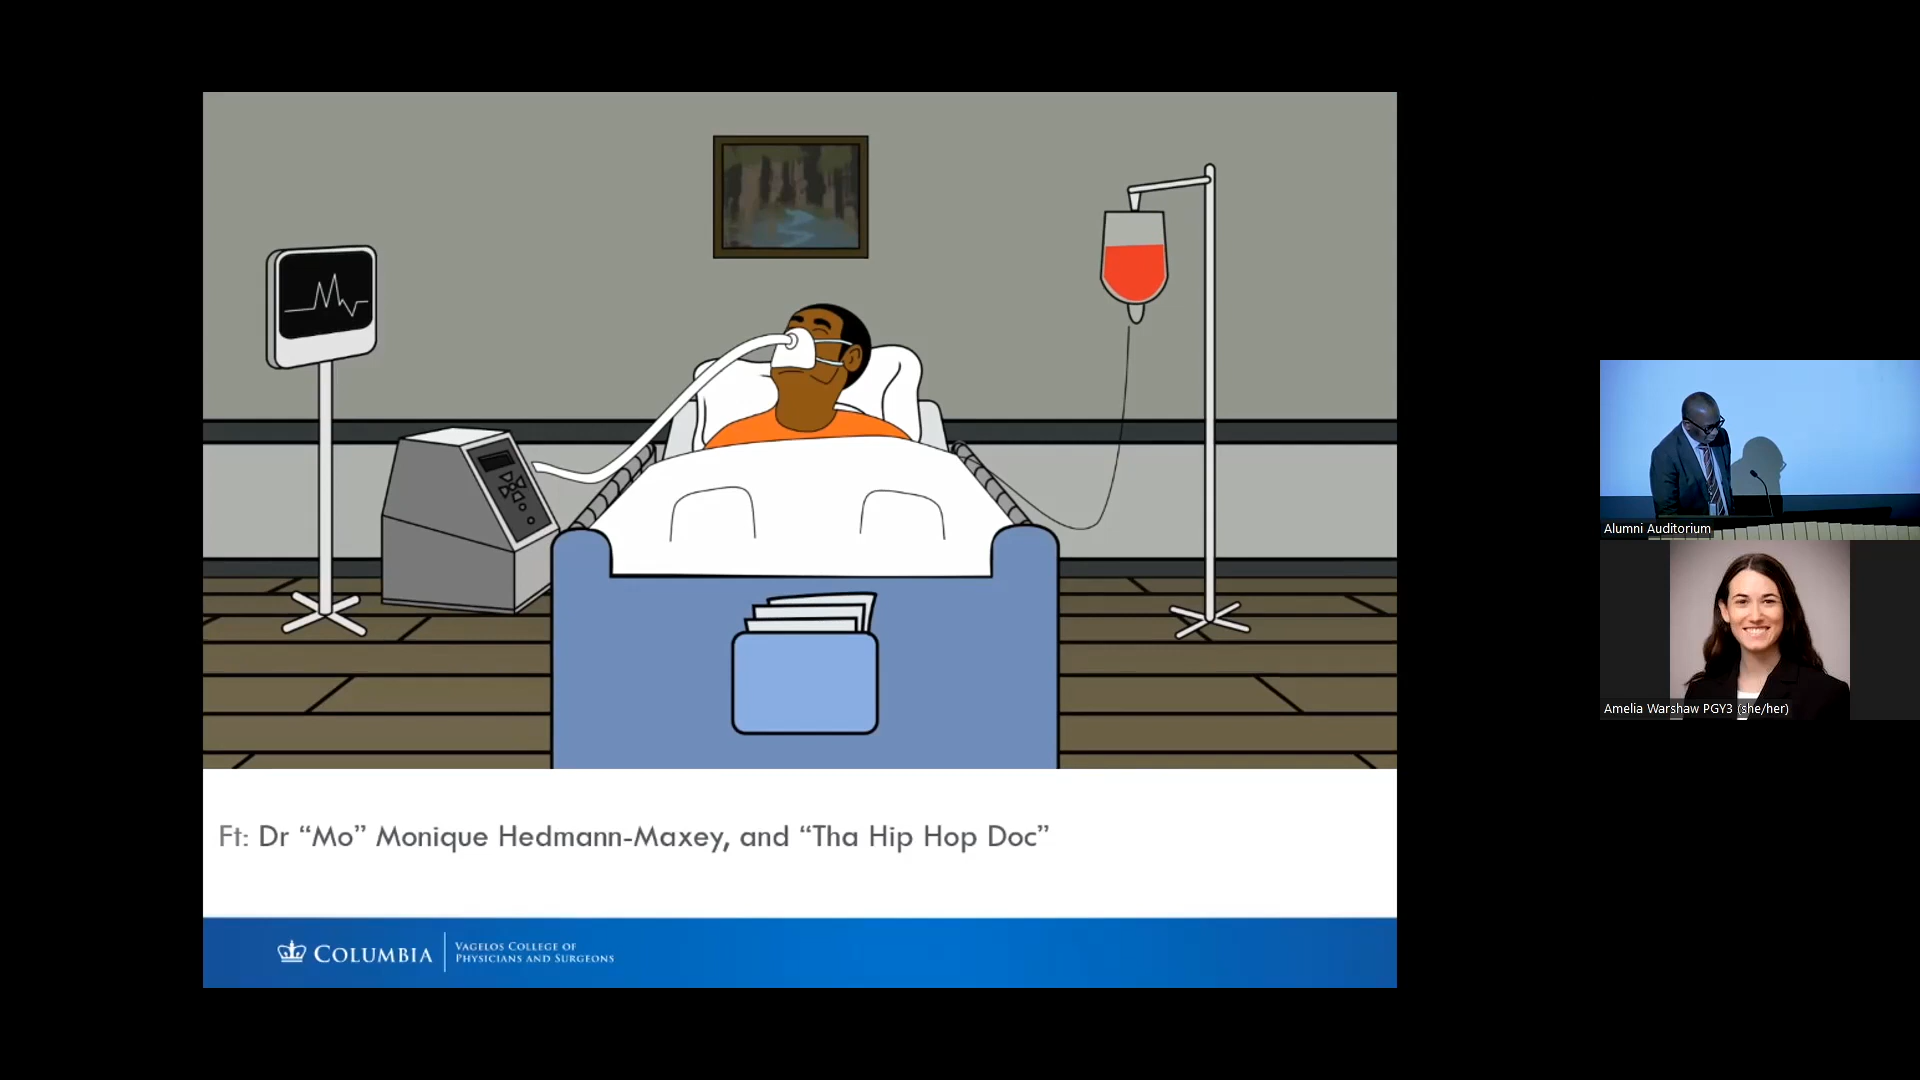 Ft: Dr “Mo” Monique Hedmann-Maxey, and “Tha Hip Hop Doc”
COLUMBIA
VAGELOS COLLEGE OF
PHYSICIANS AND SURGEONS
Alumni Auditorium
Amelia Warshaw PGY3 (she/her)